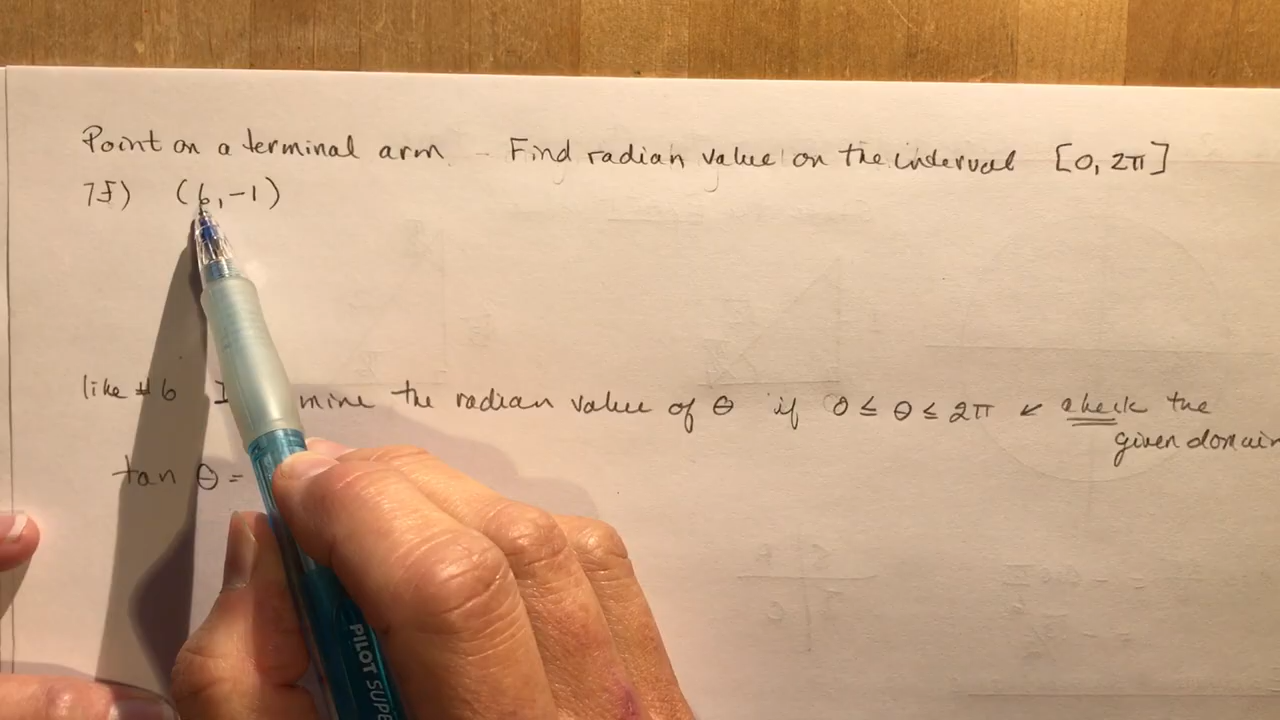 Point on a terminal arm. - Find radian value on the interval [0, 2π]
7f) (6,-1)
like #6 mine the radian value of θ if 0 ≤ θ ≤ 2π ↙ check the
given domain
tan θ =
PILOT SUPE